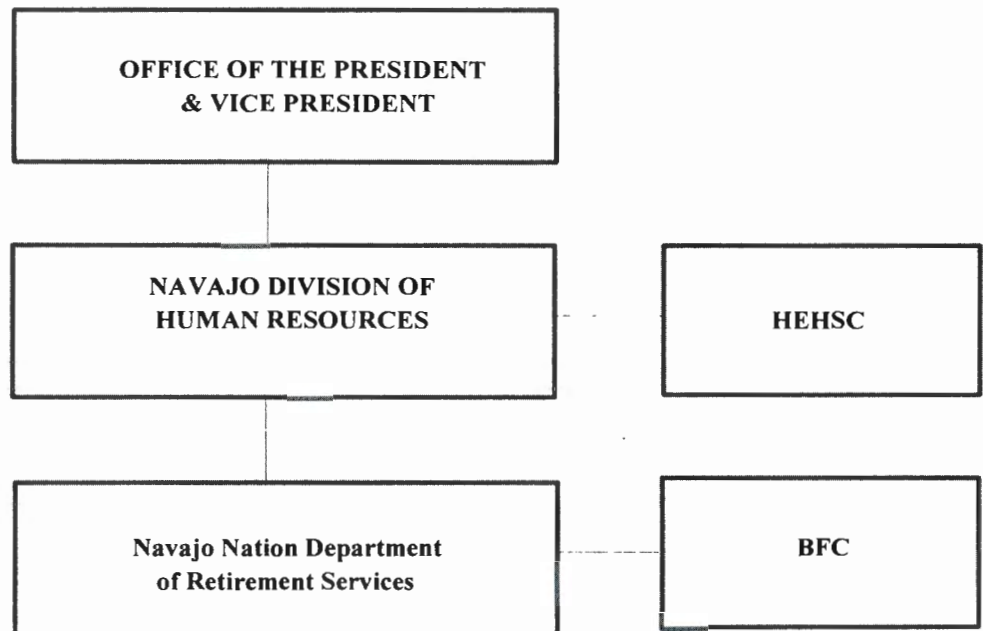 OFFICE OF THE PRESIDENT
& VICE PRESIDENT
NAVAJO DIVISION OF
HUMAN RESOURCES
HEHSC
Navajo Nation Department
of Retirement Services
BFC